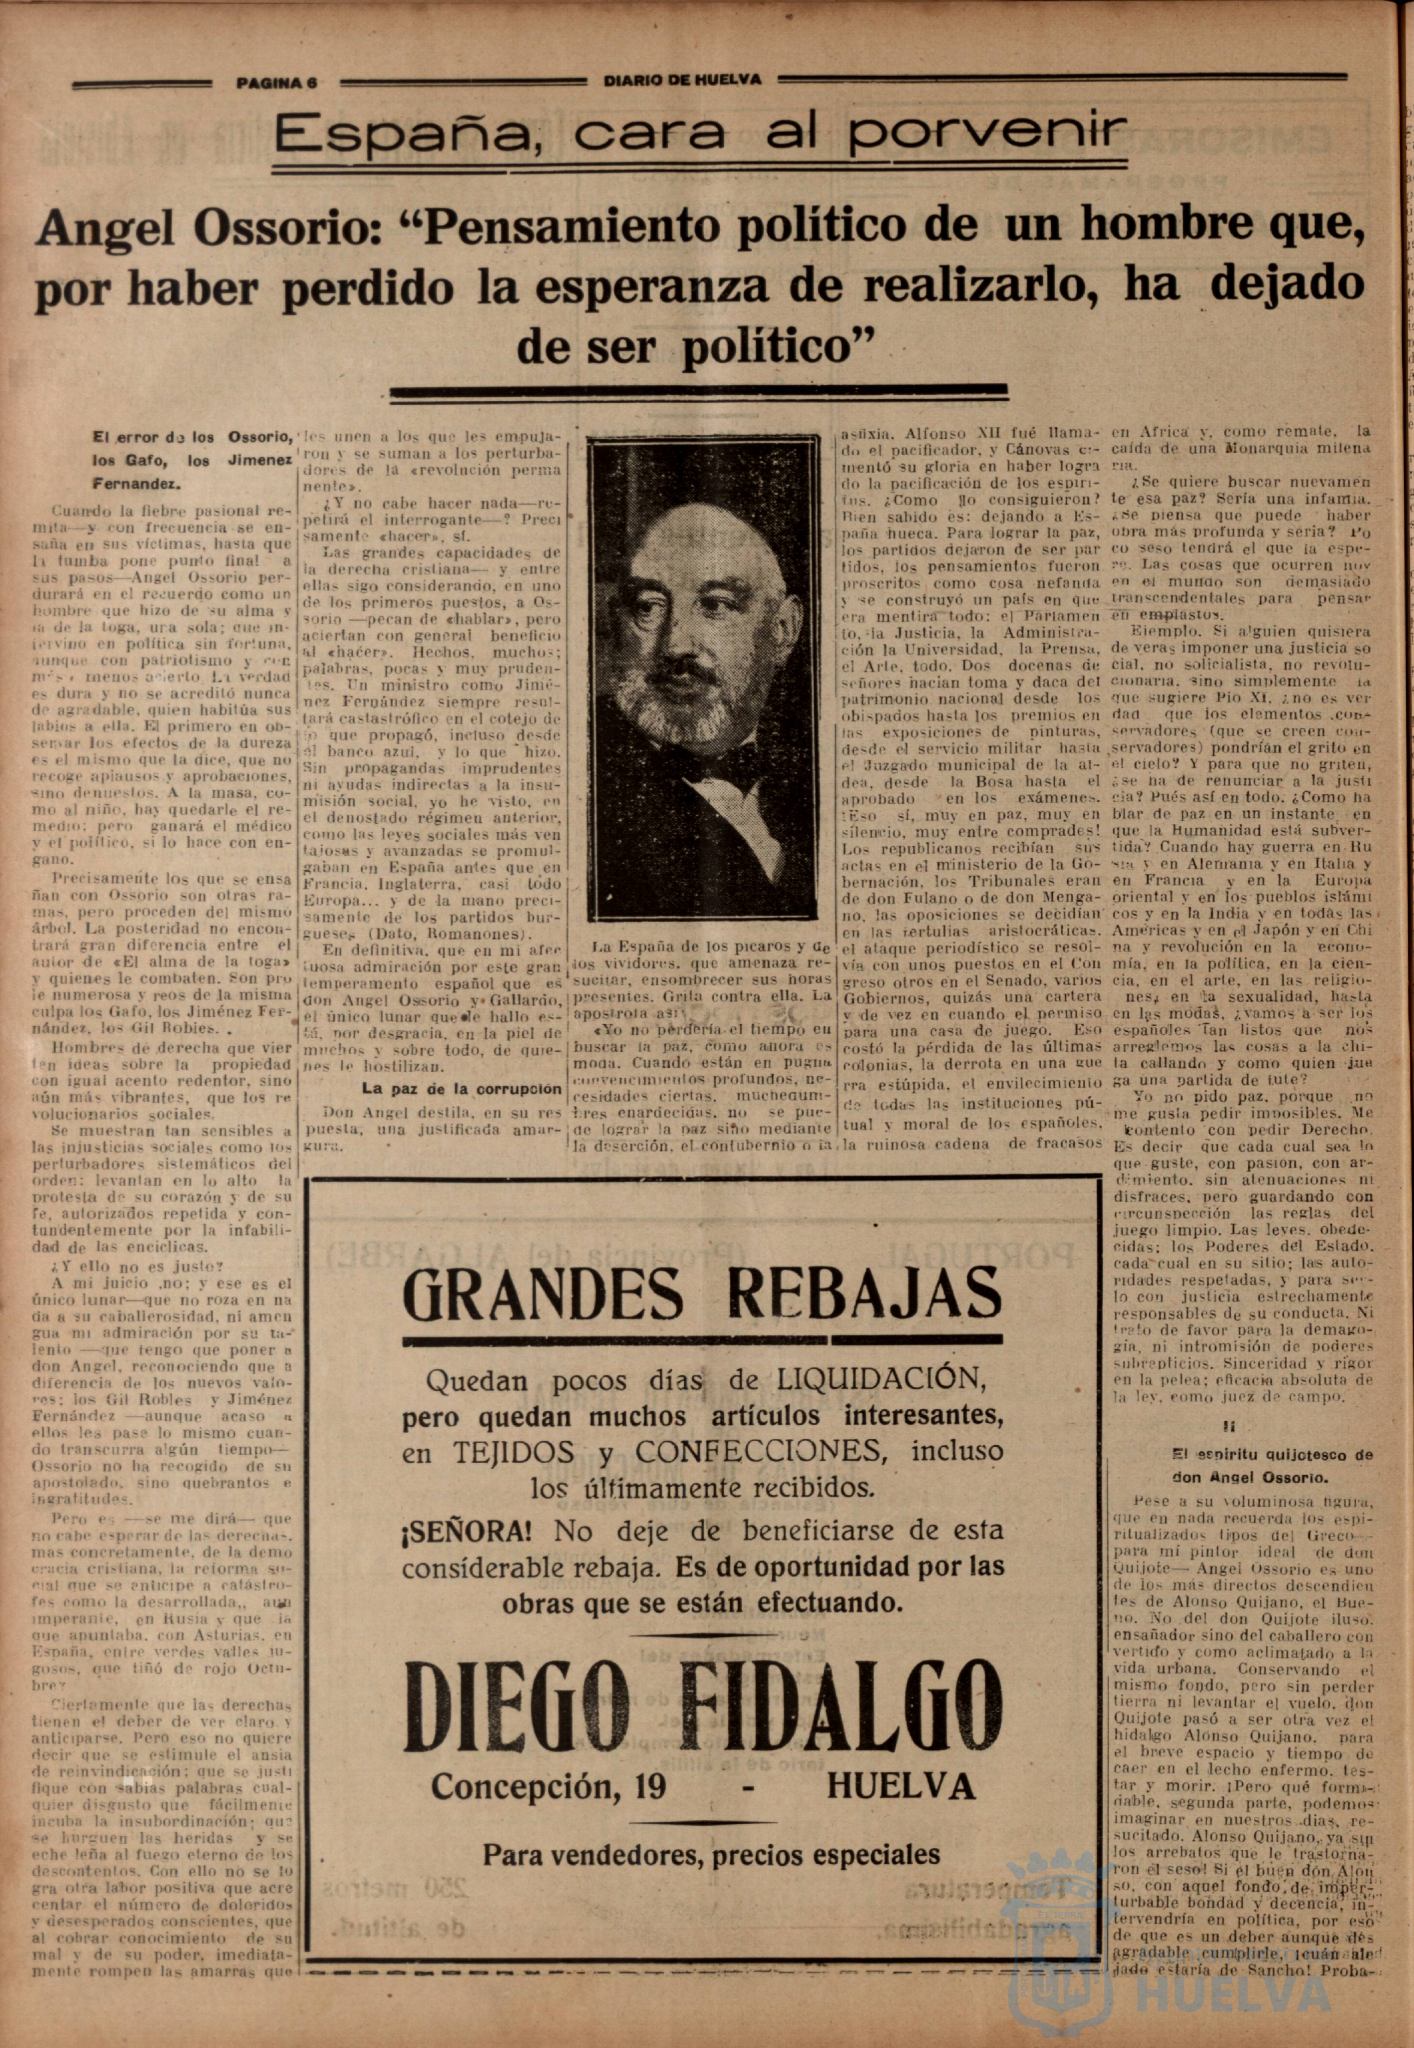 PAGINA 6
DIARIO DE HUELVA
España, cara al porvenir
Angel Ossorio: “Pensamiento político de un hombre que,
por haber perdido la esperanza de realizarlo, ha dejado
de ser político”
El error de los Ossorio,
los Gafo, los Jimenez
Fernandez.
Cuando la fiebre pasional re-
mita—y con frecuencia se en-
saña en sus víctimas, hasta que
la tumba pone punto final a
sus pasos—Angel Ossorio per-
durará en el recuerdo como un
hombre que hizo de su alma y
la de la toga, una sola; que in-
tervino en política sin fortuna,
aunque con patriotismo y con
más o menos acierto. La verdad
es dura y no se acreditó nunca
de agradable, quien habitúa sus
labios a ella. El primero en ob-
servar los efectos de la dureza
es el mismo que la dice, que no
recoge aplausos y aprobaciones,
sino denuestos. A la masa, co-
mo al niño, hay quedarle el re-
medio; pero ganará el médico
y el político, si lo hace con en-
gano.
Precisamente los que se ensa
ñan con Ossorio son otras ra-
mas, pero proceden del mismo
árbol. La posteridad no encon-
trará gran diferencia entre el
autor de «El alma de la toga»
y quienes le combaten. Son pro
le numerosa y reos de la misma
culpa los Gafo, los Jiménez Fer-
nández, los Gil Robles. .
Hombres de derecha que vier
ten ideas sobre la propiedad
con igual acento redentor, sino
aún más vibrantes, que los re
volucionarios sociales.
Se muestran tan sensibles a
las injusticias sociales como los
perturbadores sistemáticos del
orden; levantan en lo alto la
protesta de su corazón y de su
fe, autorizados repetida y con-
tundentemente por la infabili-
dad de las encíclicas.
¿Y ello no es justo?
A mi juicio no; y ese es el
único lunar—que no roza en na
da a su caballerosidad, ni amen
gua mi admiración por su ta-
lento —que tengo que poner a
don Angel, reconociendo que a
diferencia de los nuevos valo-
res; los Gil Robles y Jiménez
Fernández —aunque acaso a
ellos les pase lo mismo cuan-
do transcurra algún tiempo—
Ossorio no ha recogido de su
apostolado, sino quebrantos e
ingratitudes.
Pero es —se me dirá— que
no cabe esperar de las derechas,
mas concretamente, de la demo
cracia cristiana, la reforma so-
cial que se anticipe a catástro-
fes como la desarrollada,, aún
imperante, en Rusia y que la
que apuntaba, con Asturias, en
España, entre verdes valles ju-
gosos, que tiñó de rojo Octu-
bre?
Ciertamente que las derechas
tienen el deber de ver claro y
anticiparse. Pero eso no quiere
decir que se estimule el ansia
de reinvindicación; que se justi
fique con sabias palabras cual-
quier disgusto que fácilmente
incuba la insubordinación; que
se hurguen las heridas y se
eche leña al fuego eterno de los
descontentos. Con ello no se lo
gra otra labor positiva que acre
centar el número de doloridos
y desesperados conscientes, que
al cobrar conocimiento de su
mal y de su poder, imediata-
mente rompen las amarras que
les unen a los que les empuja-
ron y se suman a los perturba-
dores de la «revolución perma
nente».
¿Y no cabe hacer nada—re-
petirá el interrogante—? Preci
samente «hacer», sí.
Las grandes capacidades de
la derecha cristiana— y entre
ellas sigo considerando, en uno
de los primeros puestos, a Os-
sorio —pecan de «hablar», pero
aciertan con general beneficio
al «hacer». Hechos, muchos;
palabras, pocas y muy pruden-
tes. Un ministro como Jimé-
nez Fernández siempre resul-
tará castastrófico en el cotejo de
lo que propagó, incluso desde
el banco azul, y lo que hizo.
Sin propagandas imprudentes
ni ayudas indirectas a la insu-
misión social, yo he visto, en
el denostado régimen anterior,
como las leyes sociales más ven
tajosas y avanzadas se promul-
gaban en España antes que en
Francia, Inglaterra, casi todo
Europa... y de la mano preci-
samente de los partidos bur-
gueses (Dato, Romanones).
En definitiva, que en mi afec
tuosa admiración por este gran
temperamento español que es
don Angel Ossorio y Gallardo,
el único lunar que le hallo es-
tá, por desgracia, en la piel de
muchos y sobre todo, de quie-
nes le hostilizan.
La paz de la corrupción
Don Angel destila, en su res
puesta, una justificada amar-
gura.
La España de los pícaros y de
los vividores, que amenaza re-
sucitar, ensombrecer sus horas
presentes. Grita contra ella. La
apostrofa así:
«Yo no perdería el tiempo en
buscar la paz, como ahora es
moda. Cuando están en pugna
convencimientos profundos, ne-
cesidades ciertas, muchedum-
bres enardecidas, no se pue-
de lograr la paz sino mediante
la deserción, el contubernio o la
asfixia. Alfonso XII fué llama-
do el pacificador, y Cánovas ci-
mentó su gloria en haber logra
do la pacificación de los espíri-
tus. ¿Como lo consiguieron?
Bien sabido es: dejando a Es-
paña hueca. Para lograr la paz,
los partidos dejaron de ser par
tidos, los pensamientos fueron
proscritos como cosa nefanda
y se construyó un país en que
era mentira todo: el Parlamen
to, la Justicia, la Administra-
ción la Universidad, la Prensa,
el Arte, todo. Dos docenas de
señores hacían toma y daca del
patrimonio nacional desde los
obispados hasta los premios en
las exposiciones de pinturas,
desde el servicio militar hasta
el Juzgado municipal de la al-
dea, desde la Bosa hasta el
aprobado en los exámenes.
¡Eso sí, muy en paz, muy en
silencio, muy entre comprades!
Los republicanos recibían sus
actas en el ministerio de la Go-
bernación, los Tribunales eran
de don Fulano o de don Menga-
no, las oposiciones se decidían
en las tertulias aristocráticas.
el ataque periodístico se resol-
vía con unos puestos en el Con
greso otros en el Senado, varios
Gobiernos, quizás una cartera
y de vez en cuando el permiso
para una casa de juego. Eso
costó la pérdida de las últimas
colonias, la derrota en una gue
rra estúpida, el envilecimiento
de todas las instituciones pú-
tual y moral de los españoles,
la ruinosa cadena de fracasos
en Africa y, como remate, la
caída de una Monarquía milena
ria.
¿Se quiere buscar nuevamen
te esa paz? Sería una infamia.
¿Se piensa que puede haber
obra más profunda y seria? Po
co seso tendrá el que la espe-
re. Las cosas que ocurren hoy
en el mundo son demasiado
transcendentales para pensar
en emplastos.
Ejemplo. Si alguien quisiera
de veras imponer una justicia so
cial, no solicialista, no revolu-
cionaria, sino simplemente la
que sugiere Pío XI, ¿no es ver
dad que los elementos con-
servadores (que se creen con-
servadores) pondrían el grito en
el cielo? Y para que no griten,
¿se ha de renunciar a la justi
cia? Pués así en todo. ¿Como ha
blar de paz en un instante en
que la Humanidad está subver-
tida? Cuando hay guerra en Ru
sia y en Alemania y en Italia y
en Francia y en la Europa
oriental y en los pueblos islámi
cos y en la India y en todas las
Américas y en el Japón y en Chi
na y revolución en la econo-
mía, en la política, en la cien-
cia, en el arte, en las religio-
nes, en la sexualidad, hasta
en las modas, ¿vamos a ser los
españoles tan listos que nos
arreglemos las cosas a la chi-
ta callando y como quien jue
ga una partida de tute?
Yo no pido paz, porque no
me gusta pedir imposibles. Me
contento con pedir Derecho.
Es decir que cada cual sea lo
que guste, con pasión, con ar-
dimiento, sin atenuaciones ni
disfraces, pero guardando con
circunspección las reglas del
juego limpio. Las leyes, obede-
cidas; los Poderes del Estado,
cada cual en su sitio; las auto-
ridades respetadas, y para ser-
lo con justicia estrechamente
responsables de su conducta. Ni
trato de favor para la demago-
gia, ni intromisión de poderes
subrepticios. Sinceridad y rigor
en la pelea; eficacia absoluta de
la ley, como juez de campo.
El espíritu quijotesco de
don Angel Ossorio.
Pese a su voluminosa figura,
que en nada recuerda los espi-
ritualizados tipos del Greco —
para mí pintor ideal de don
Quijote— Angel Ossorio es uno
de los más directos descendien
tes de Alonso Quijano, el Bue-
no. No del don Quijote iluso,
ensañador sino del caballero con
vertido y como aclimatado a la
vida urbana. Conservando el
mismo fondo, pero sin perder
tierra ni levantar el vuelo, don
Quijote pasó a ser otra vez el
hidalgo Alonso Quijano, para
el breve espacio y tiempo de
caer en el lecho enfermo, tes-
tar y morir. ¡Pero qué formi-
dable, segunda parte, podemos
imaginar en nuestros días, re-
sucitado. Alonso Quijano, ya sin
los arrebatos que le trastorna-
ron el seso! Si el buen don Alon
so, con aquel fondo de imper-
turbable bondad y decencia, in-
tervendría en política, por eso
de que es un deber aunque des
agradable cumplirle, ¡cuán ale
jado estaría de Sancho! Proba-
GRANDES REBAJAS
Quedan pocos días de LIQUIDACIÓN,
pero quedan muchos artículos interesantes,
en TEJIDOS y CONFECCIONES, incluso
los últimamente recibidos.
¡SEÑORA! No deje de beneficiarse de esta
considerable rebaja. Es de oportunidad por las
obras que se están efectuando.
DIEGO FIDALGO
Concepción, 19 - HUELVA
Para vendedores, precios especiales
HUELVA